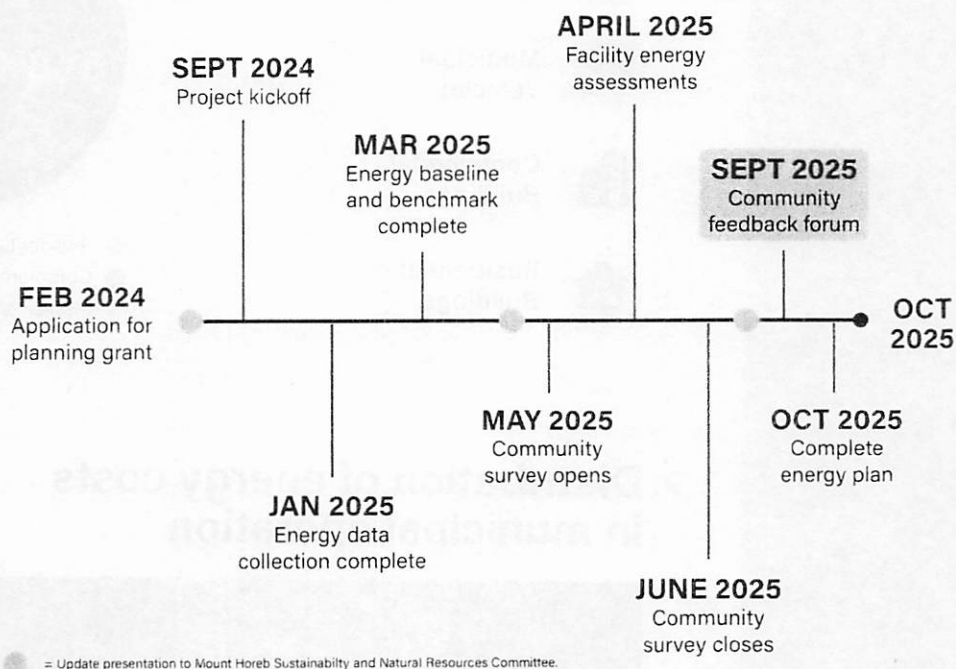 FEB 2024
Application for
planning grant
SEPT 2024
Project kickoff
JAN 2025
Energy data
collection complete
MAR 2025
Energy baseline
and benchmark
complete
MAY 2025
Community
survey opens
APRIL 2025
Facility energy
assessments
JUNE 2025
Community
survey closes
SEPT 2025
Community
feedback forum
OCT 2025
Complete
energy plan
OCT
2025
= Update presentation to Mount Horeb Sustainabilty and Natural Resources Committee.